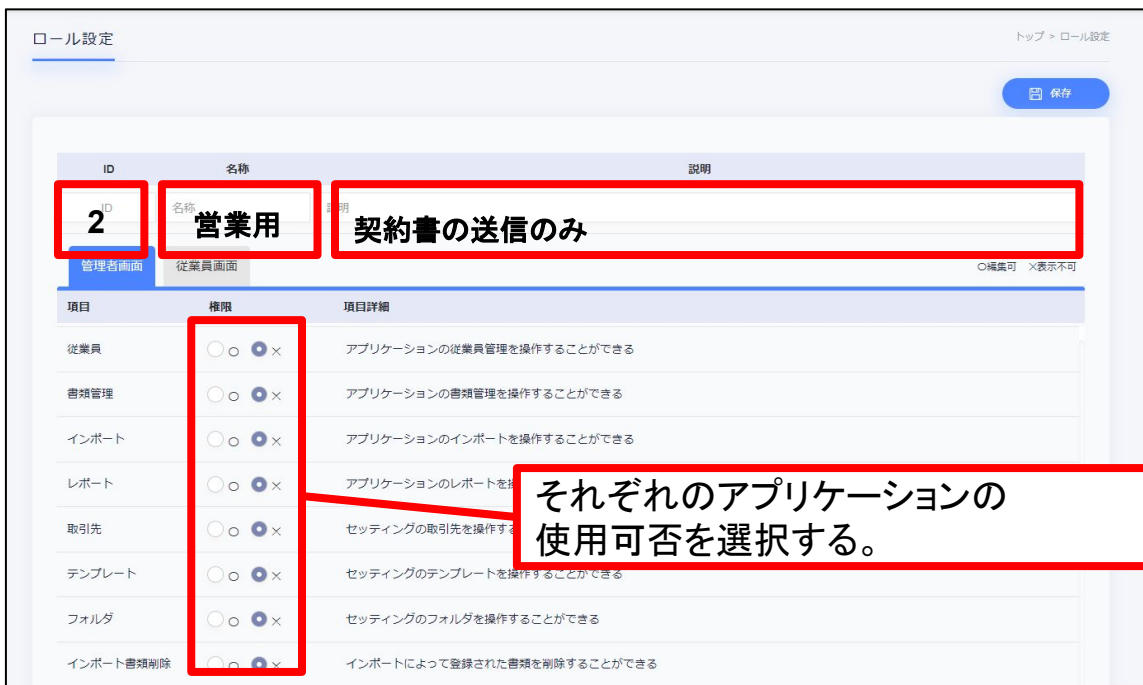 ロール設定
トップ > ロール設定
保存
ID 名称 説明
ID 名称 説明
2 営業用 契約書の送信のみ
管理者画面 従業員画面
○編集可 ×表示不可
項目 権限 項目詳細
従業員 ○ × アプリケーションの従業員管理を操作することができる
書類管理 ○ × アプリケーションの書類管理を操作することができる
インポート ○ × アプリケーションのインポートを操作することができる
レポート ○ × アプリケーションのレポートを
取引先 ○ × セッティングの取引先を操作する
それぞれのアプリケーションの
使用可否を選択する。
テンプレート ○ × セッティングのテンプレートを操作することができる
フォルダ ○ × セッティングのフォルダを操作することができる
インポート書類削除 ○ × インポートによって登録された書類を削除することができる